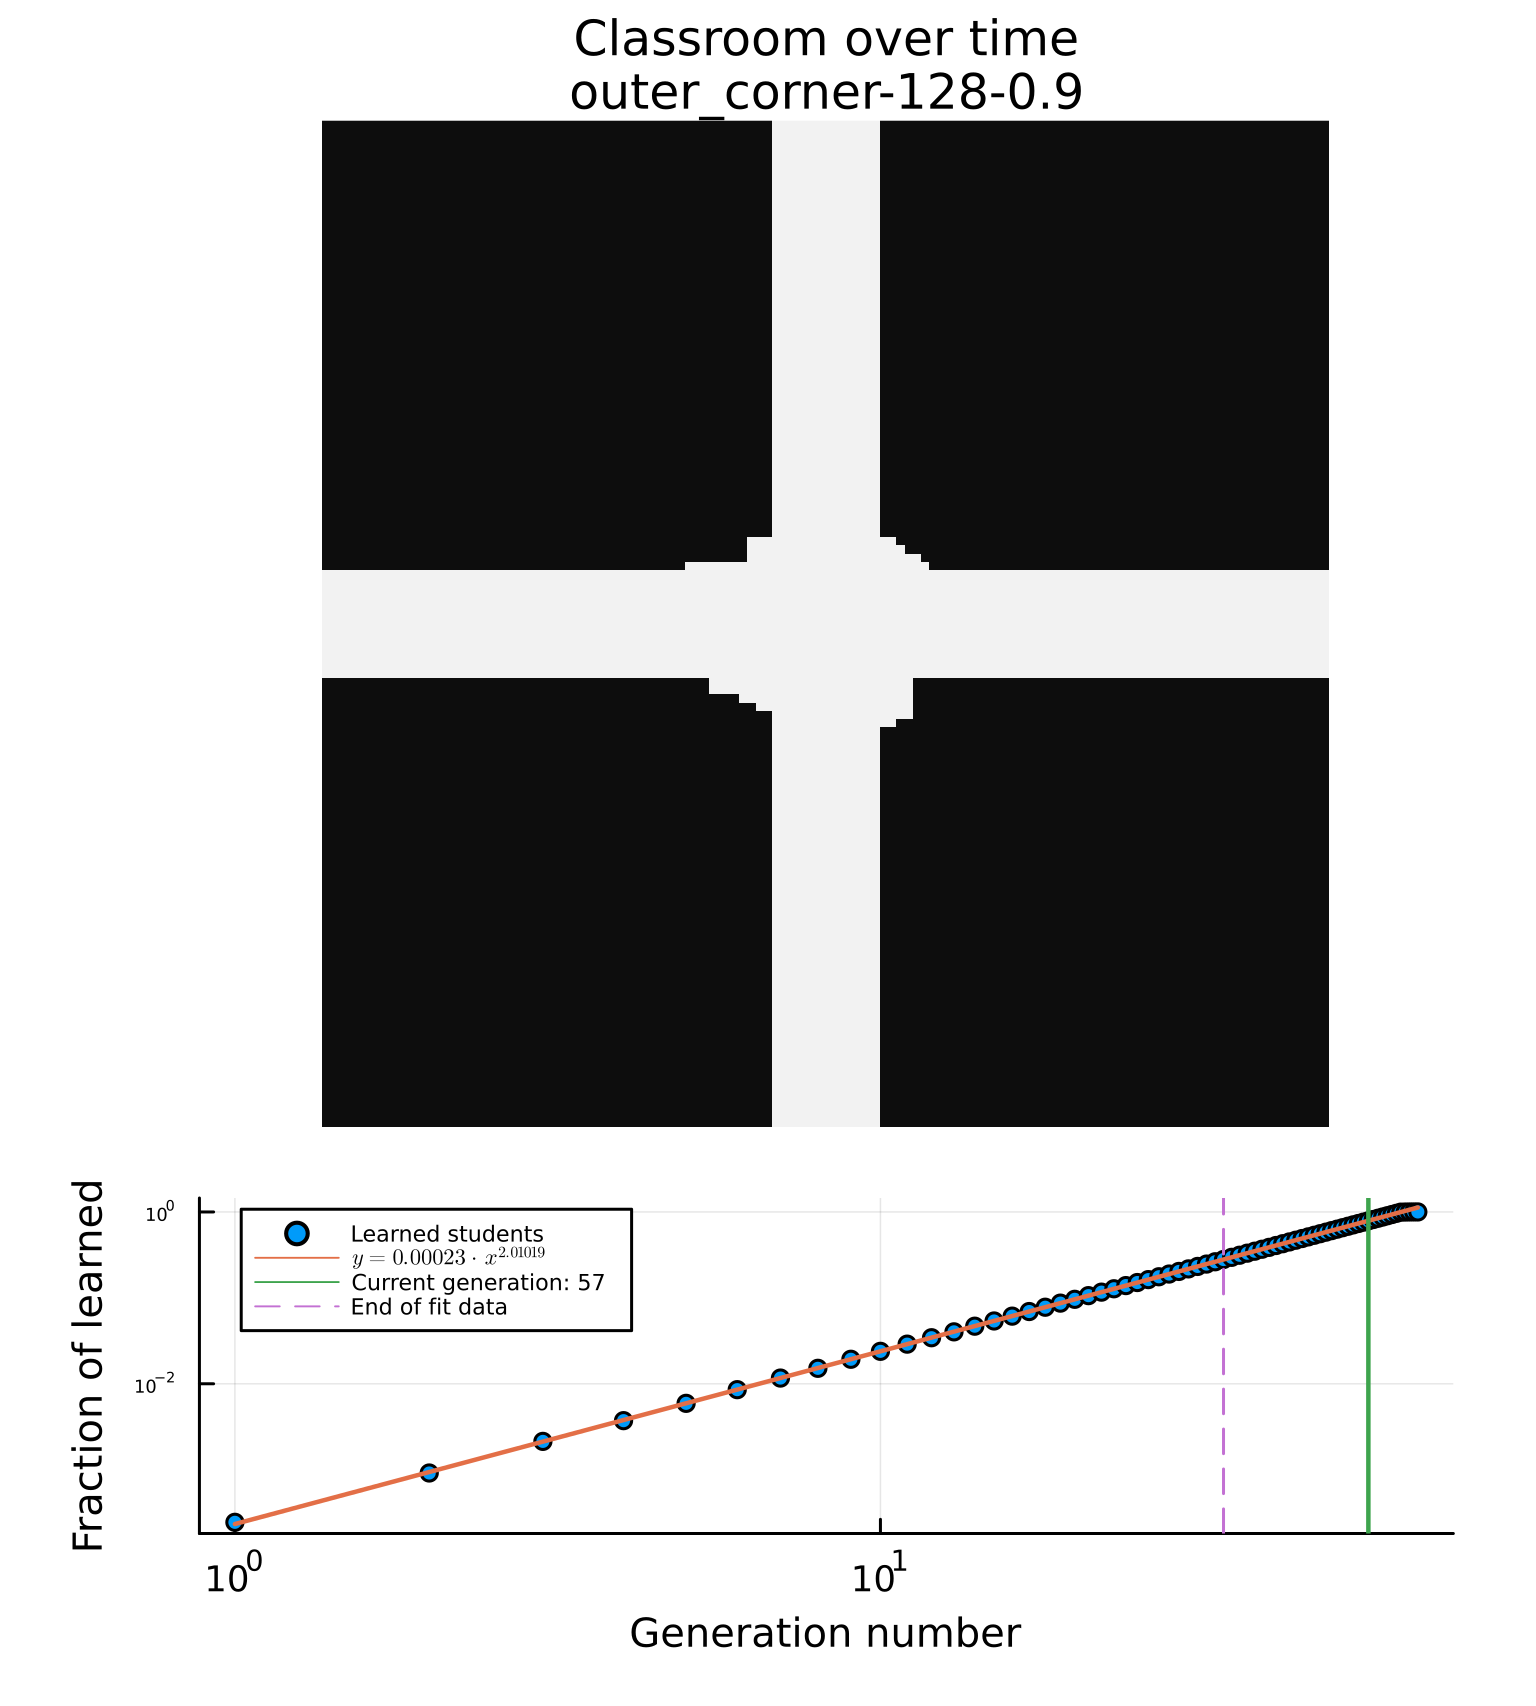 Classroom over time
outer_corner-128-0.9
Fraction of learned
10^0
10^-2
Learned students
y = 0.00023 · x^2.01019
Current generation: 57
End of fit data
10^0
10^1
Generation number